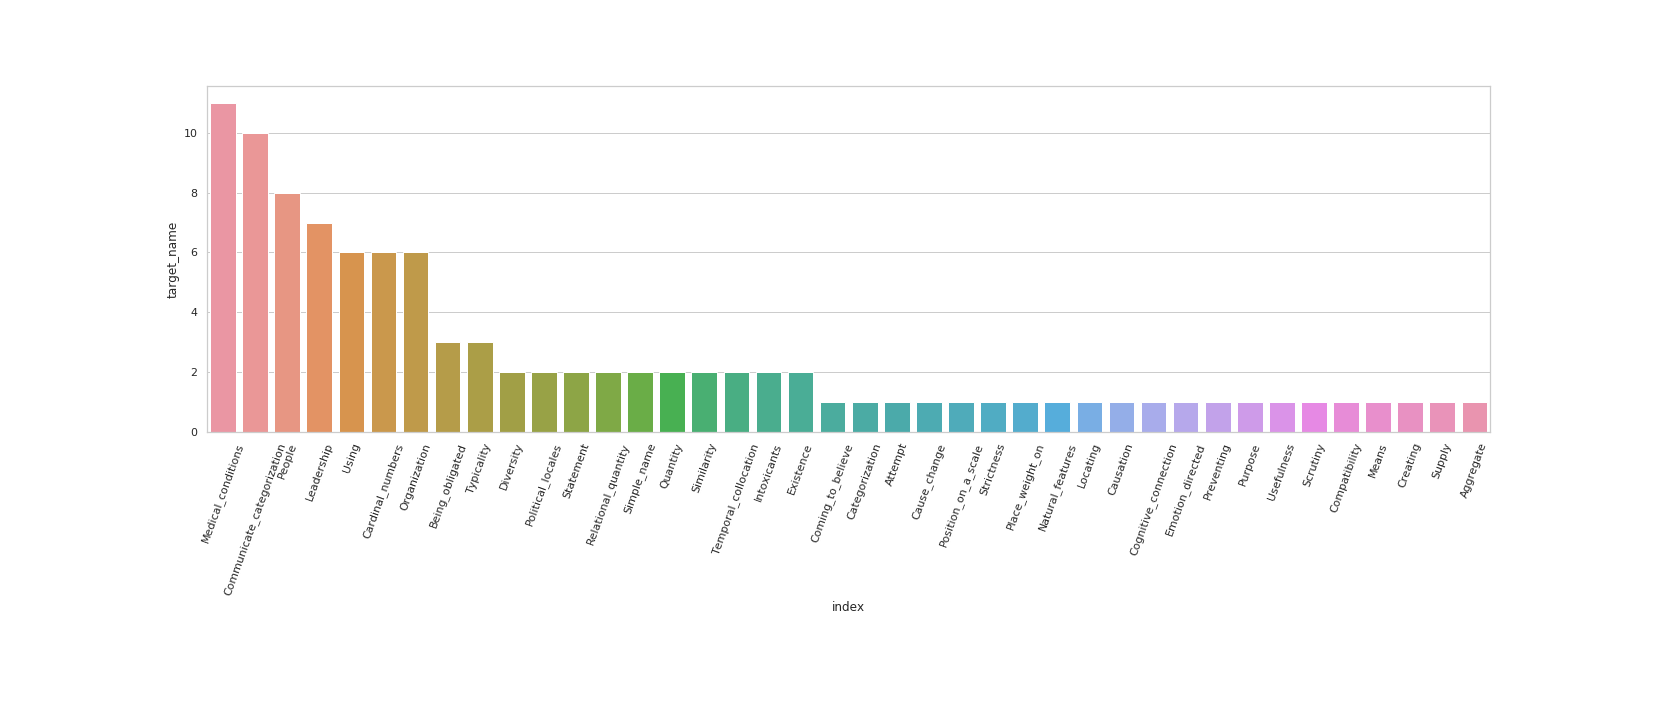 target_name
10
8
6
4
2
0
Medical_conditions
Communicate_categorization
People
Leadership
Using
Cardinal_numbers
Organization
Being_obligated
Typicality
Diversity
Political_locales
Statement
Relational_quantity
Simple_name
Quantity
Similarity
Temporal_collocation
Intoxicants
Existence
Coming_to_believe
Categorization
Attempt
Cause_change
Position_on_a_scale
Strictness
Place_weight_on
Natural_features
Locating
Causation
Cognitive_connection
Emotion_directed
Preventing
Purpose
Usefulness
Scrutiny
Compatibility
Means
Creating
Supply
Aggregate
index